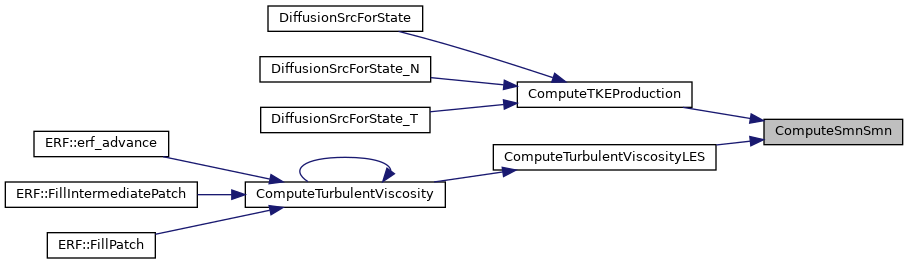 DiffusionSrcForState
DiffusionSrcForState_N
ComputeTKEProduction
DiffusionSrcForState_T
ComputeSmnSmn
ERF::erf_advance
ComputeTurbulentViscosityLES
ERF::FillIntermediatePatch
ComputeTurbulentViscosity
ERF::FillPatch